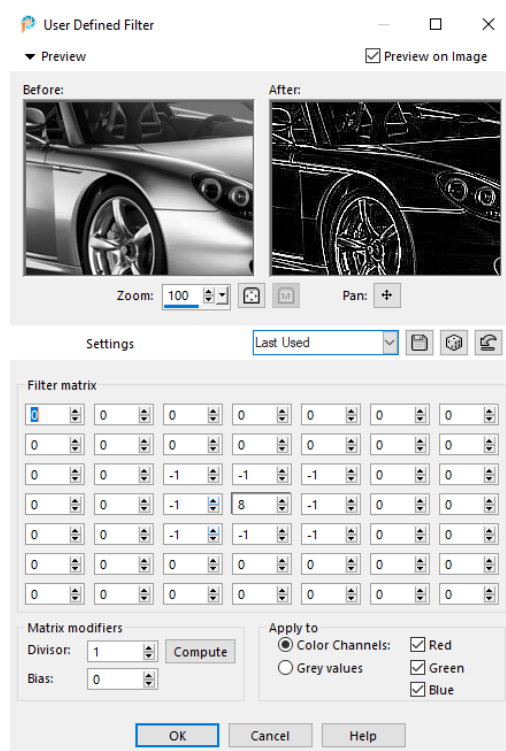 User Defined Filter
Preview
Preview on Image
Before: After:
Zoom: 100 1:1 Pan:
Settings Last Used
Filter matrix
0 0 0 0 0 0 0
0 0 0 0 0 0 0
0 0 -1 -1 -1 0 0
0 0 -1 8 -1 0 0
0 0 -1 -1 -1 0 0
0 0 0 0 0 0 0
0 0 0 0 0 0 0
Matrix modifiers Apply to
Divisor: 1 Compute Color Channels: Red
Grey values Green
Bias: 0 Blue
OK Cancel Help